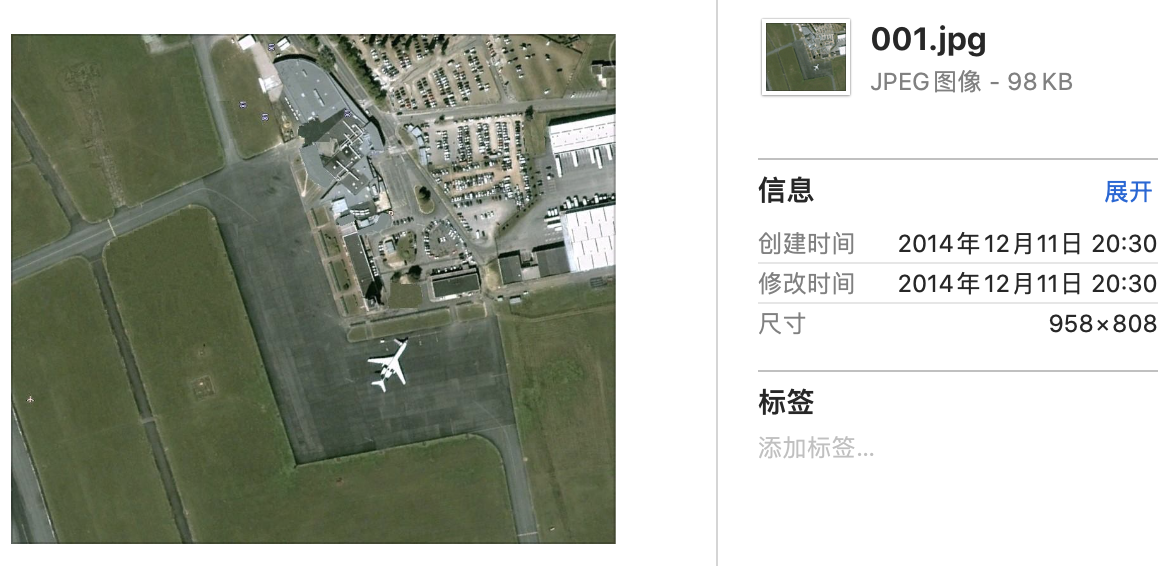 001.jpg
JPEG图像 - 98 KB
信息 展开
创建时间 2014年12月11日 20:30
修改时间 2014年12月11日 20:30
尺寸 958×808
标签
添加标签...